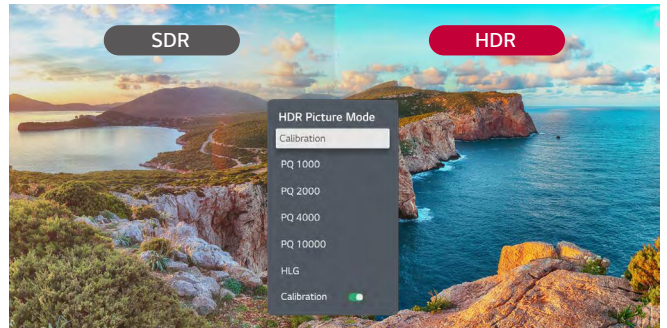 SDR
HDR
HDR Picture Mode
Calibration
PQ 1000
PQ 2000
PQ 4000
PQ 10000
HLG
Calibration